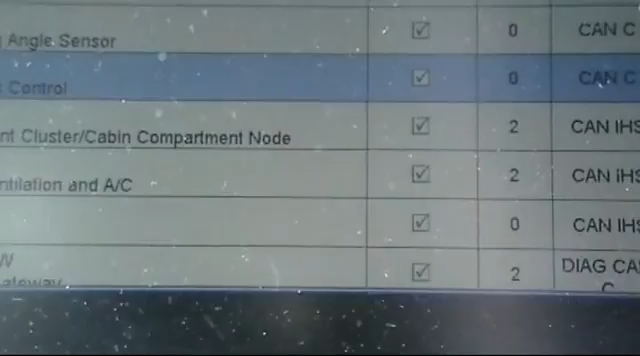 Angle Sensor 0 CAN C
Control 0 CAN C
nt Cluster/Cabin Compartment Node 2 CAN IHS
ntilation and A/C 2 CAN IHS
0 CAN IHS
2 DIAG CAN
C